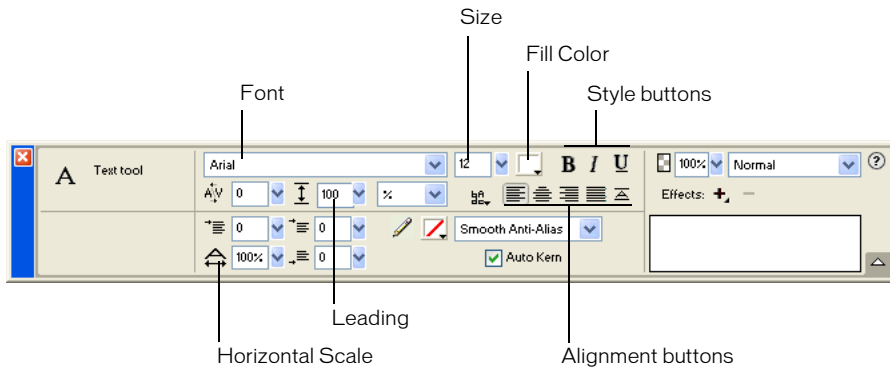 Size
Fill Color
Font
Style buttons
A Text tool
Arial
12
B I U
100% Normal
?
AV 0
100
%
Effects:
0
0
Smooth Anti-Alias
100%
0
Auto Kern
Leading
Horizontal Scale
Alignment buttons